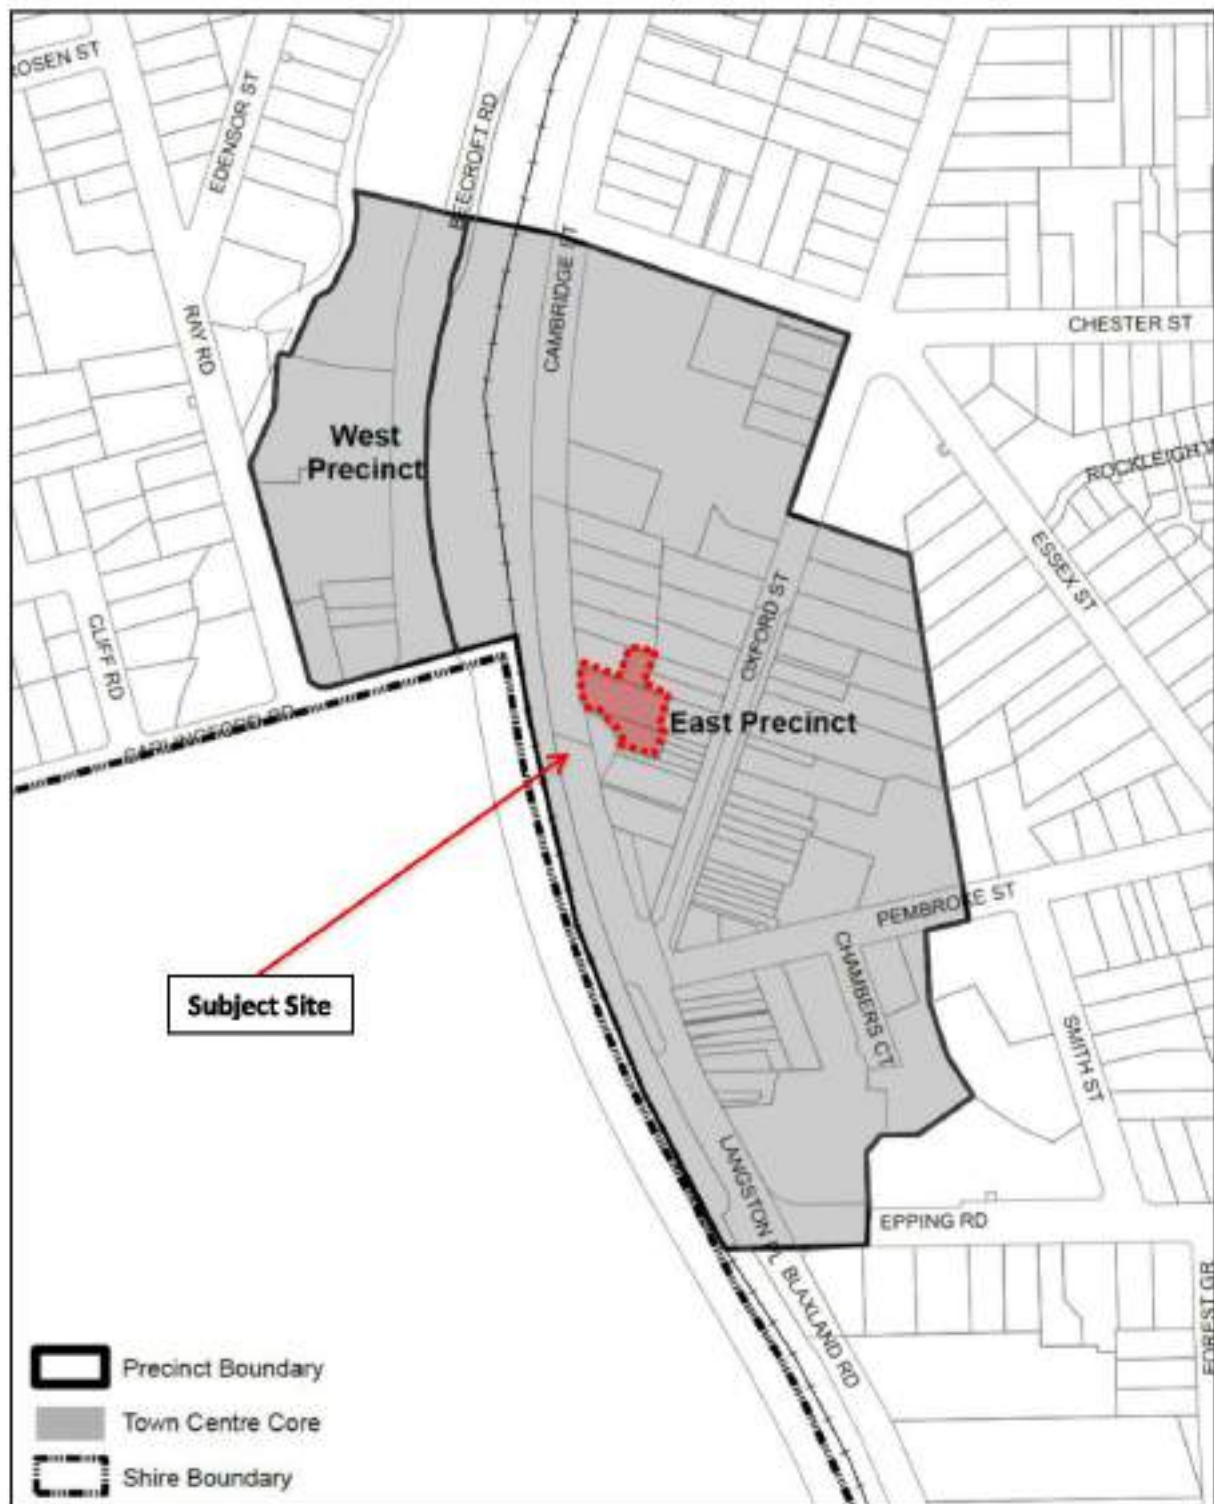 ROSEN ST
EDENSOR ST
BEECROFT RD
CAMBRIDGE ST
RAY RD
CHESTER ST
West
Precinct
ROCKLEIGH
ESSEX ST
OXFORD ST
CLIFF RD
East Precinct
CARLINGFORD RD
PEMBROKE ST
CHAMBERS CT
Subject Site
SMITH ST
LANGSTON PL
EPPING RD
BLAXLAND RD
FOREST GR
Precinct Boundary
Town Centre Core
Shire Boundary